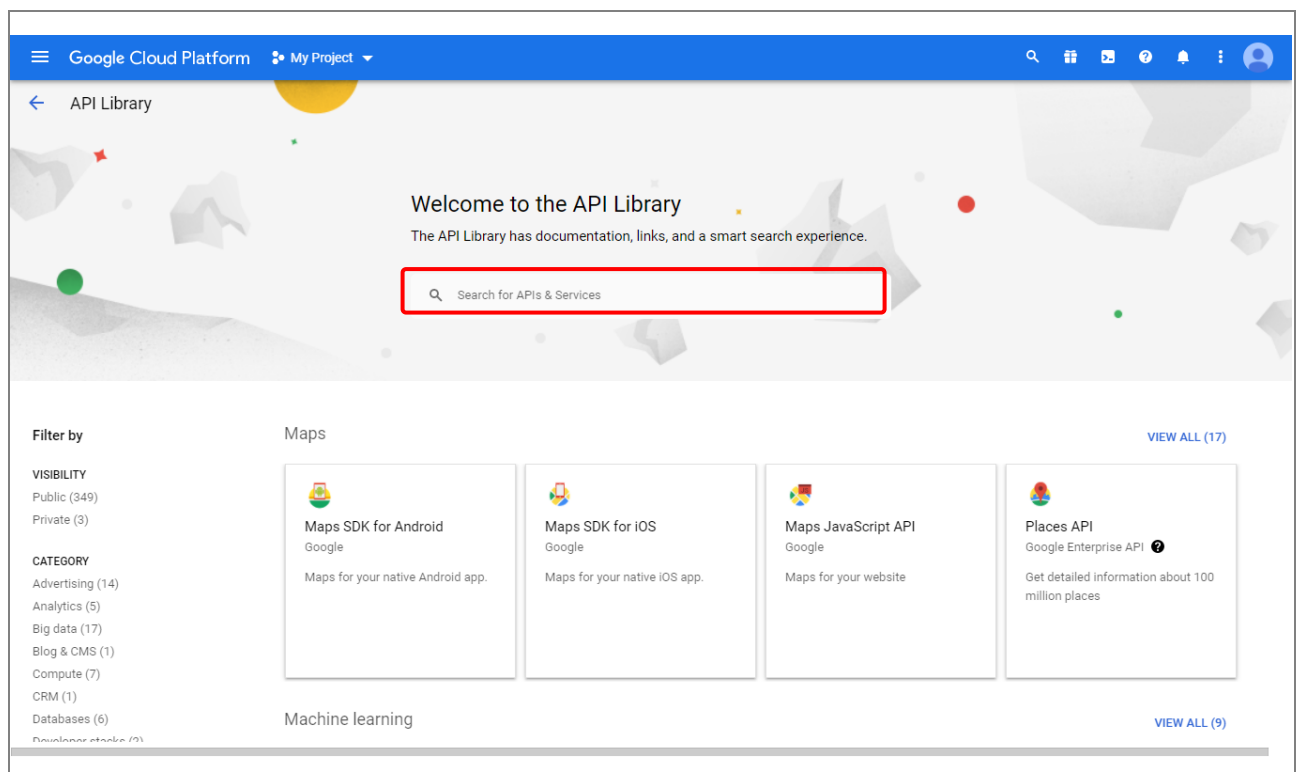 Google Cloud Platform My Project
API Library
Welcome to the API Library
The API Library has documentation, links, and a smart search experience.
Search for APIs & Services
Filter by
VISIBILITY
Public (349)
Private (3)
CATEGORY
Advertising (14)
Analytics (5)
Big data (17)
Blog & CMS (1)
Compute (7)
CRM (1)
Databases (6)
Developer stacks (2)
Maps
VIEW ALL (17)
Maps SDK for Android
Google
Maps for your native Android app.
Maps SDK for iOS
Google
Maps for your native iOS app.
Maps JavaScript API
Google
Maps for your website
Places API
Google Enterprise API
Get detailed information about 100
million places
Machine learning
VIEW ALL (9)